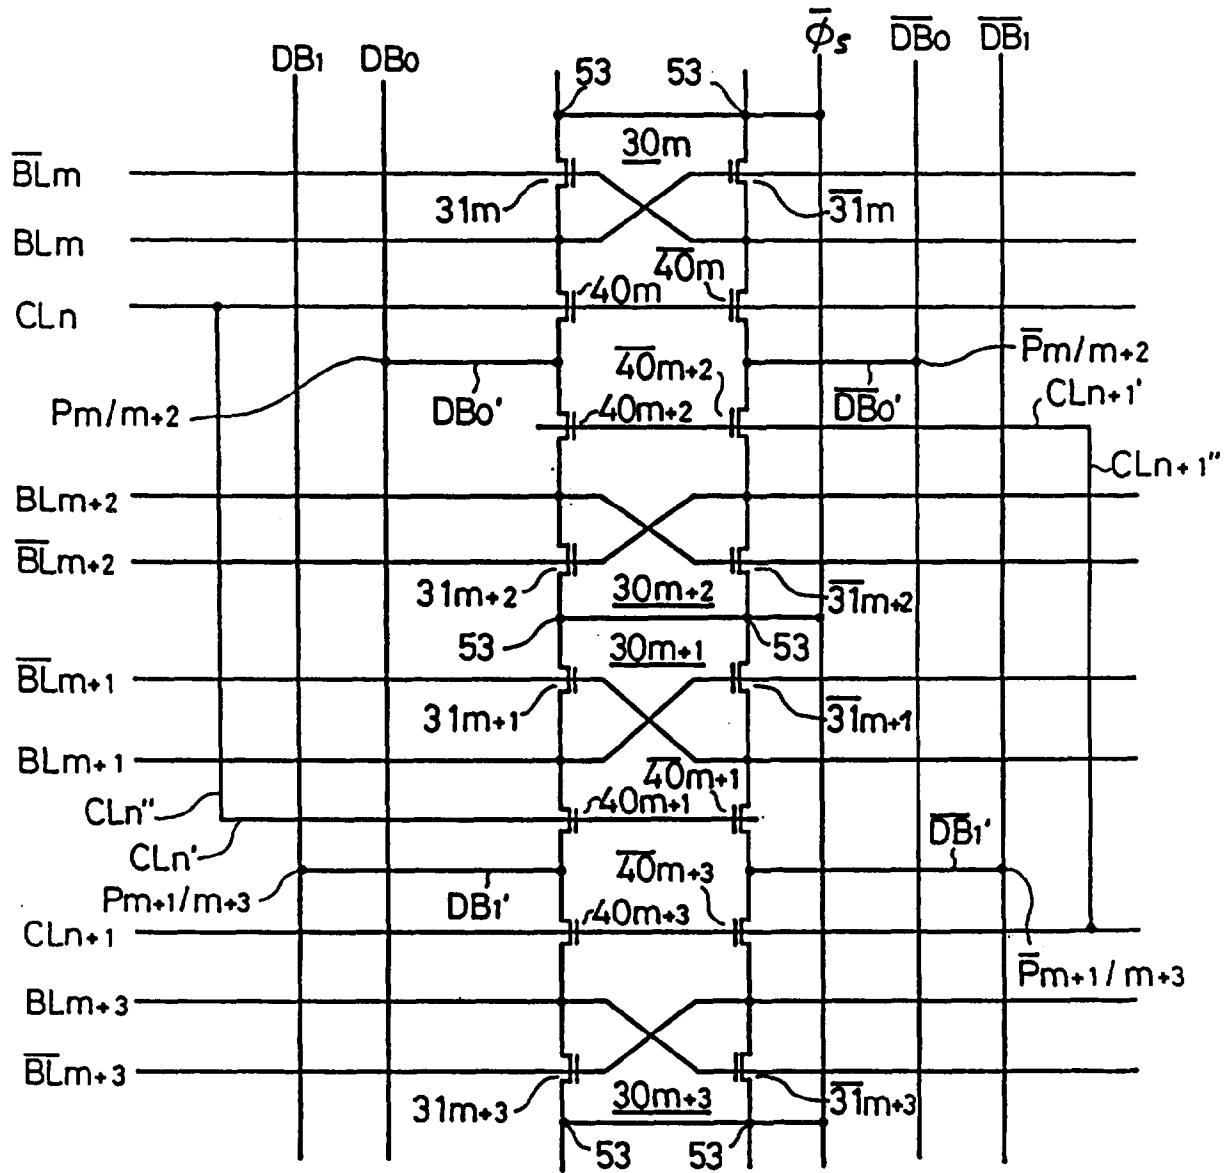 DB1 DB0 53 53 φ̅s D̅B̅0 D̅B̅1
30m
B̅L̅m 31m 3̅1̅m
BLm
40m 4̅0̅m
CLn
Pm/m+2 DB0' D̅B̅0' P̅m/m+2
40m+2 4̅0̅m+2 CLn+1'
CLn+1"
BLm+2
B̅L̅m+2
31m+2 30m+2 3̅1̅m+2
53 53
30m+1
B̅L̅m+1
31m+1 3̅1̅m+1
BLm+1
CLn" 40m+1 4̅0̅m+1
CLn' D̅B̅1'
Pm+1/m+3 DB1' 4̅0̅m+3
CLn+1 40m+3
P̅m+1/m+3
BLm+3
B̅L̅m+3
31m+3 30m+3 3̅1̅m+3
53 53